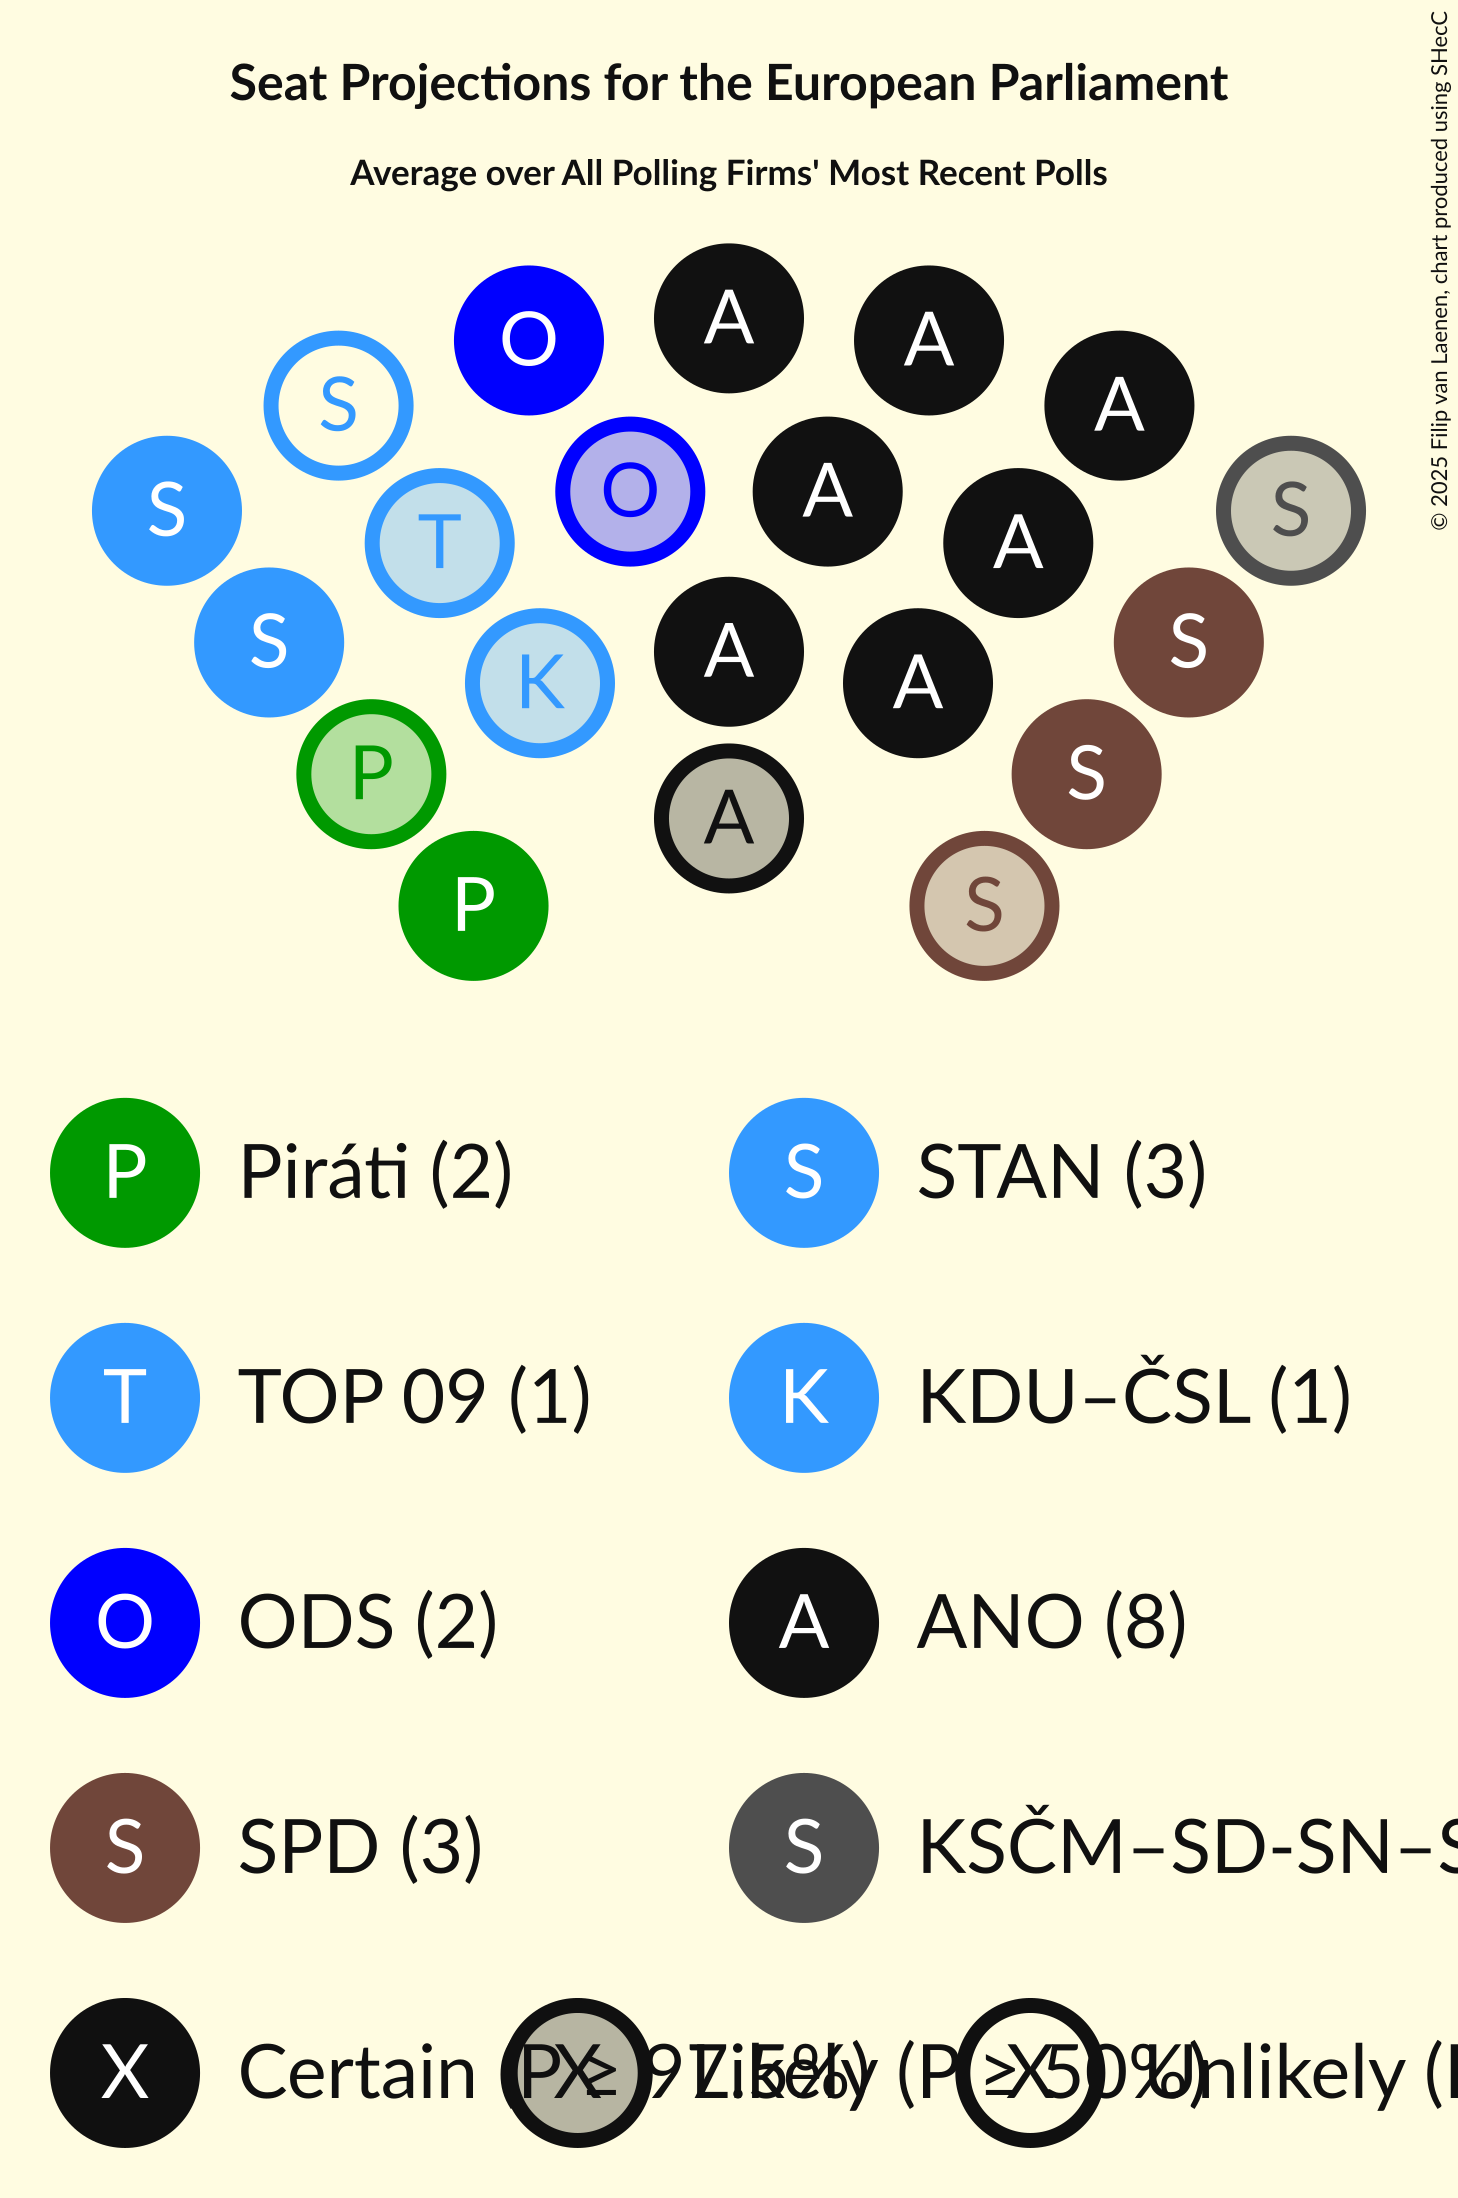 Seat Projections for the European Parliament
Average over All Polling Firms' Most Recent Polls
© 2025 Filip van Laenen, chart produced using SHecC
O A A
S A
S T O A A S
S K A A S
P A S
P S
P Piráti (2) S STAN (3)
T TOP 09 (1) K KDU–ČSL (1)
O ODS (2) A ANO (8)
S SPD (3) S KSČM–SD-SN–S
X Certain (P ≥ 97.5%) X Likely (P ≥ 50%) X Unlikely (